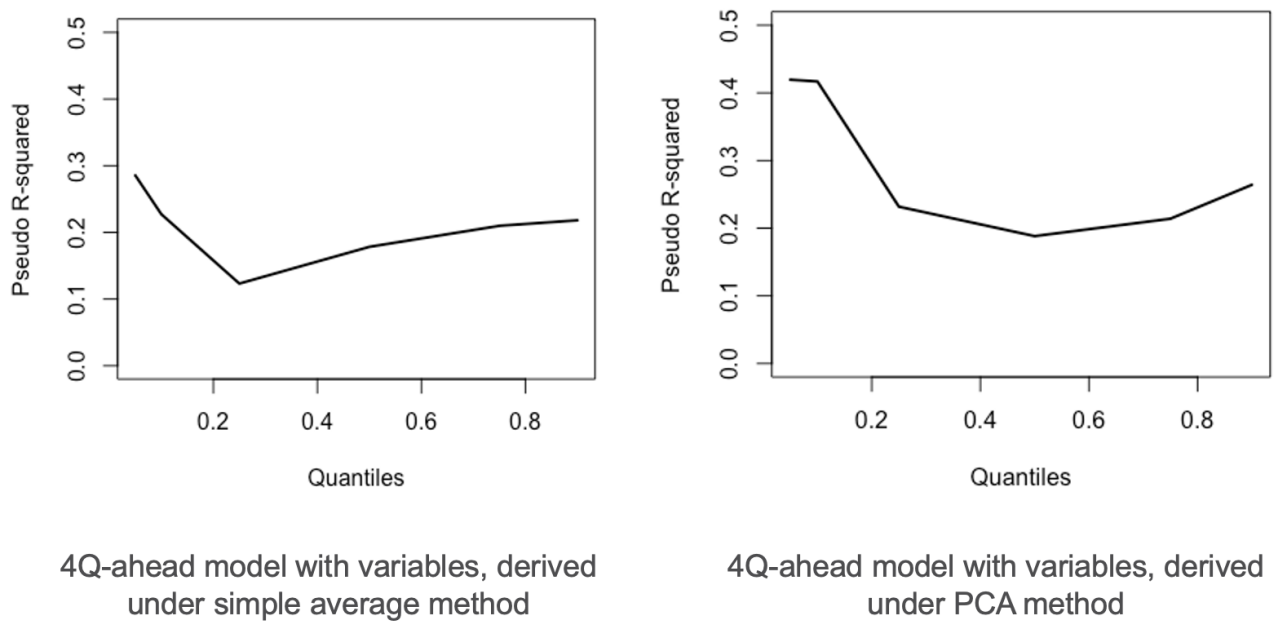 Pseudo R-squared
0.5
0.4
0.3
0.2
0.1
0.0
0.2 0.4 0.6 0.8
Quantiles
4Q-ahead model with variables, derived
under simple average method
Pseudo R-squared
0.5
0.4
0.3
0.2
0.1
0.0
0.2 0.4 0.6 0.8
Quantiles
4Q-ahead model with variables, derived
under PCA method